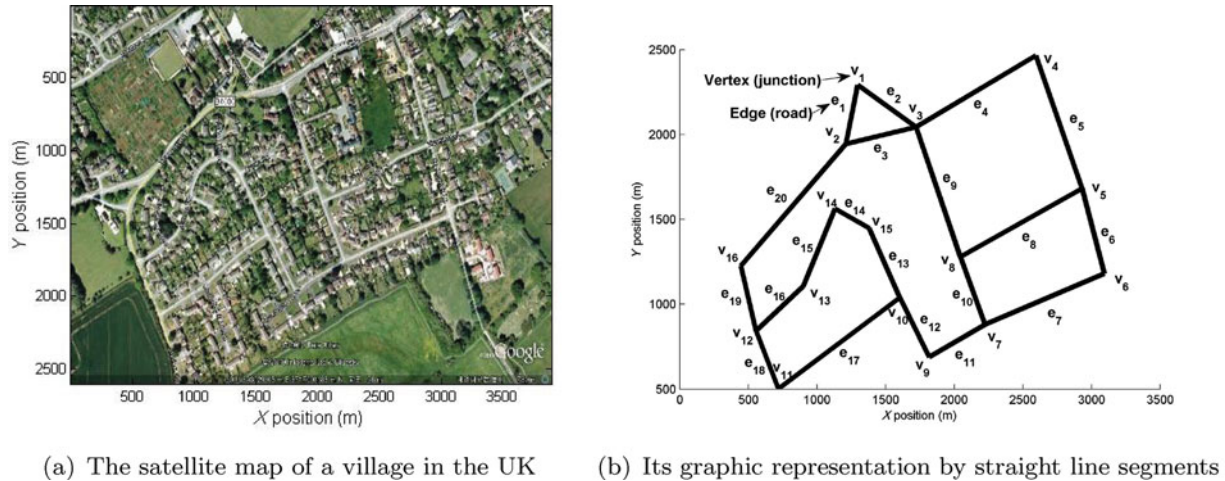 500
1000
1500
2000
2500
Y position (m)
500 1000 1500 2000 2500 3000 3500
X position (m)
Google
(a) The satellite map of a village in the UK
2500
2000
1500
1000
500
Y position (m)
0 500 1000 1500 2000 2500 3000 3500
X position (m)
Vertex (junction)
Edge (road)
v1
v4
e1
e2
v3
e4
v2
e3
e5
e20
e9
v5
v14
e14
v15
e8
e6
v16
e15
e13
v8
v6
e19
e16
v13
e10
e7
v12
v10
e12
v7
e18
v11
e17
v9
e11
(b) Its graphic representation by straight line segments